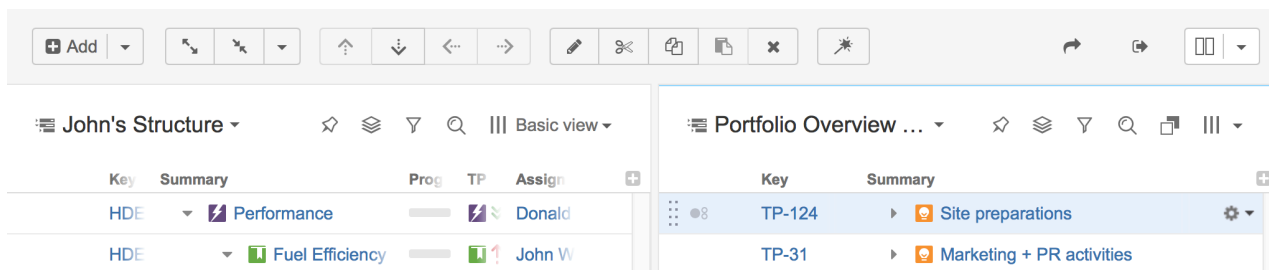 Add
John's Structure
Basic view
Portfolio Overview ...
Key Summary Prog TP Assign
Key Summary
HDE Performance Donald
TP-124 Site preparations
HDE Fuel Efficiency John W
TP-31 Marketing + PR activities